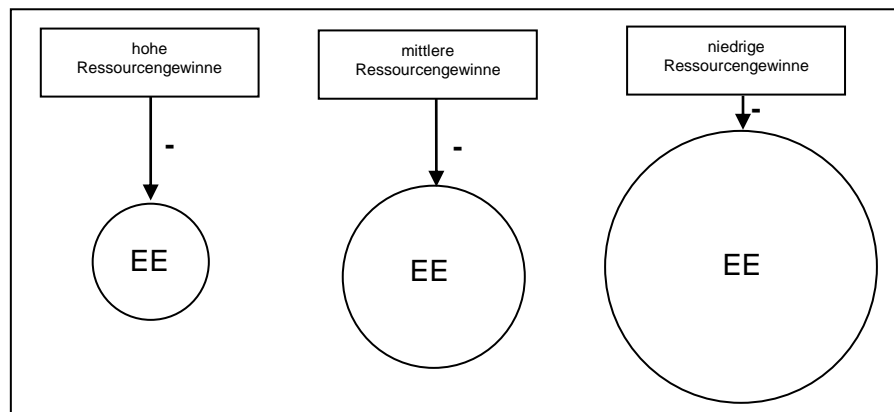 hohe
Ressourcengewinne
mittlere
Ressourcengewinne
niedrige
Ressourcengewinne
-
-
-
EE
EE
EE